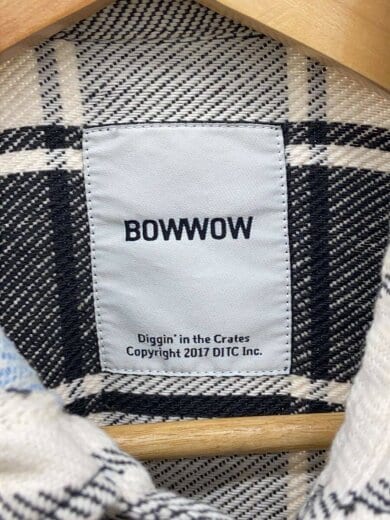 BOWWOW
Diggin' in the Crates
Copyright 2017 DITC Inc.